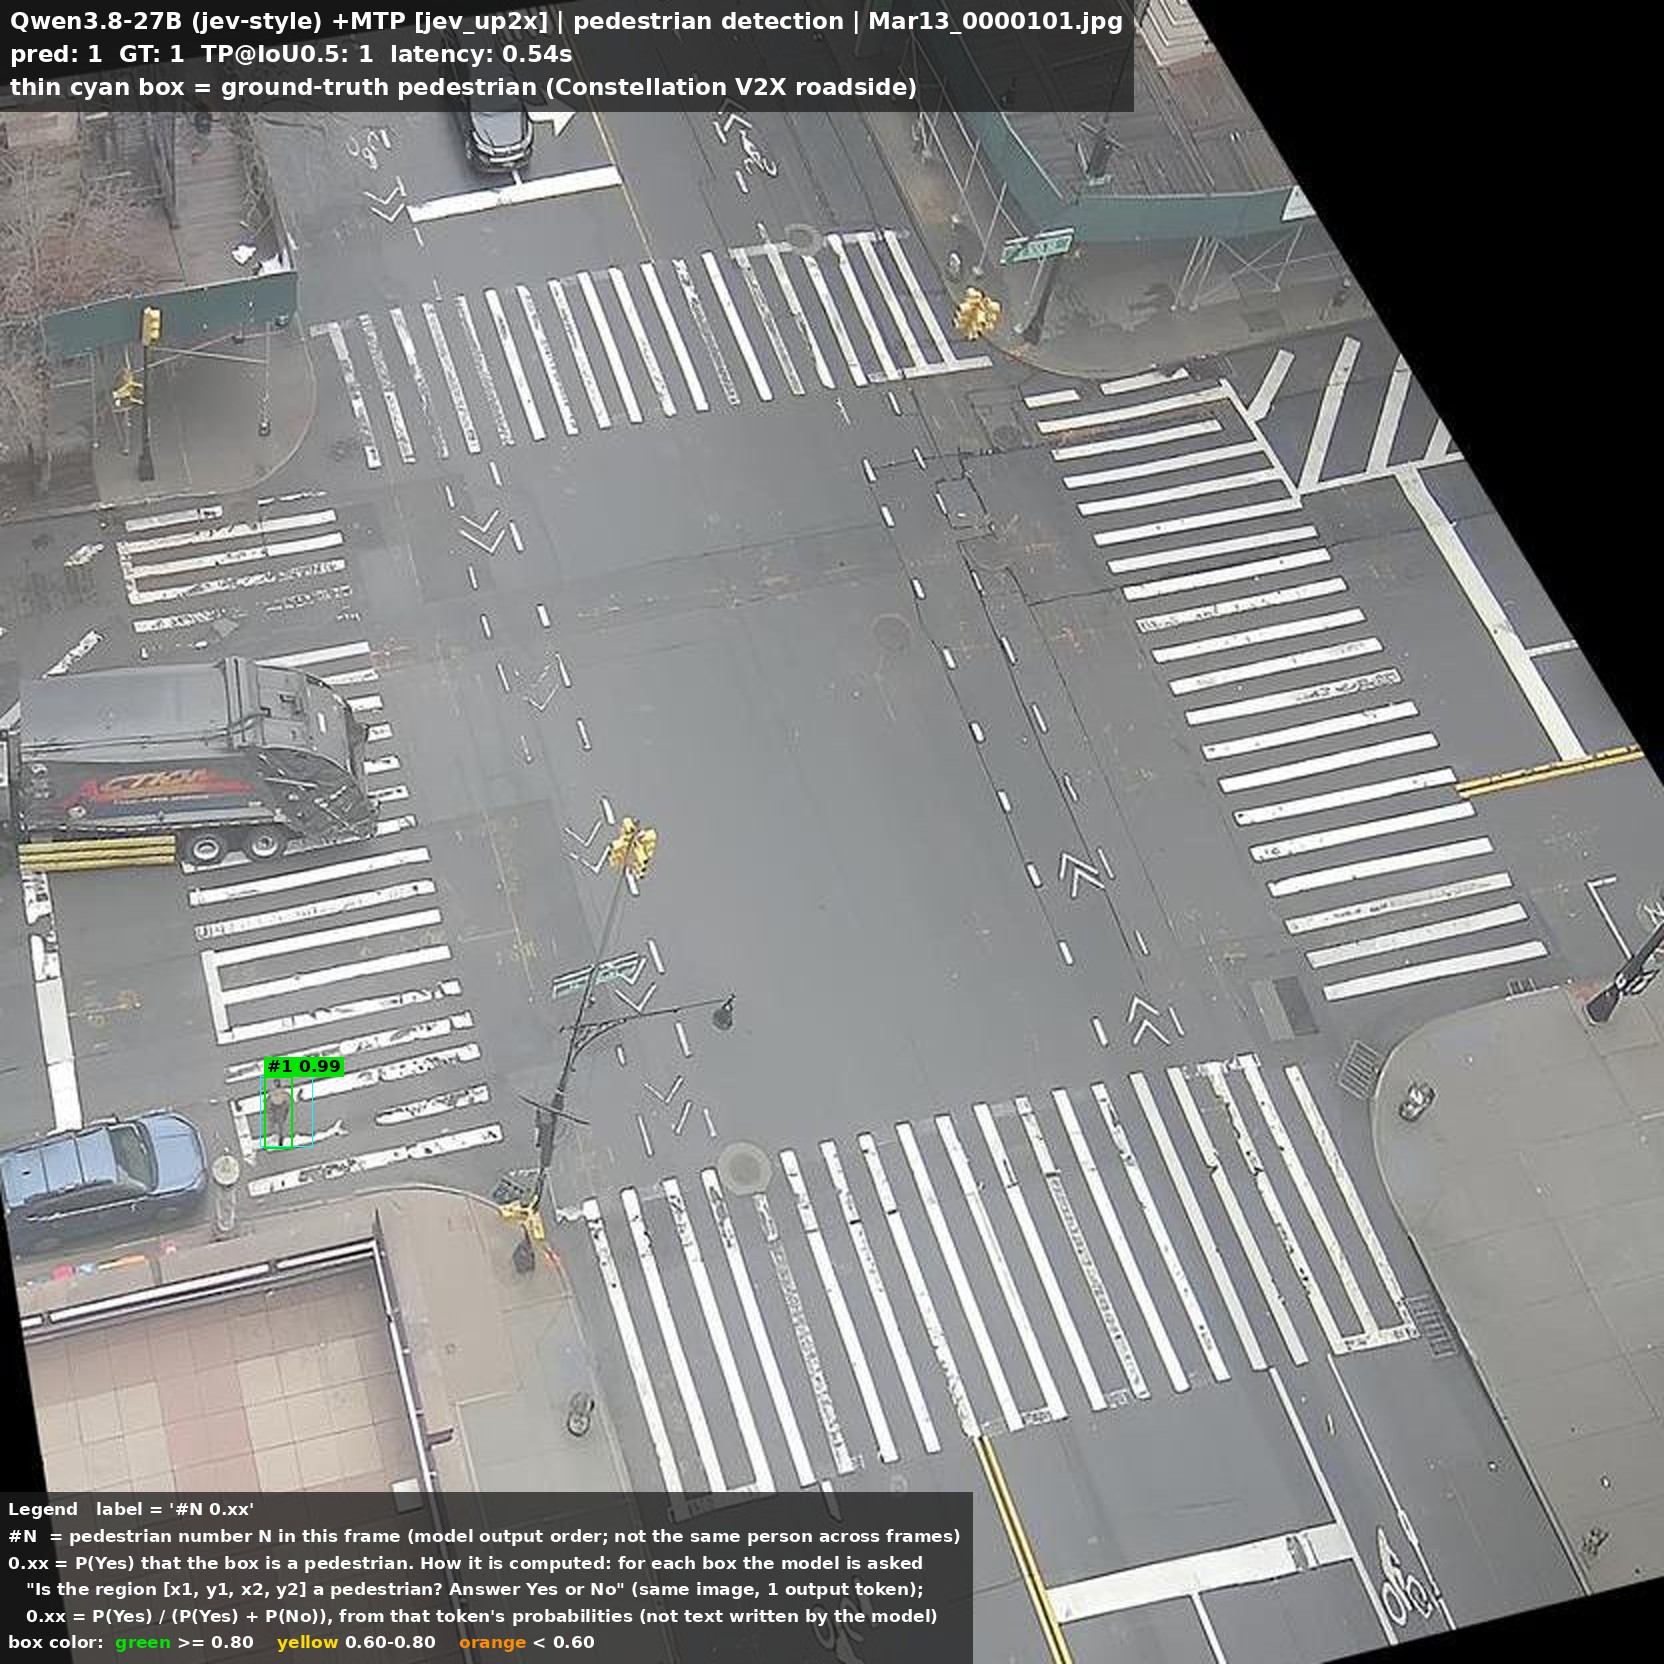 Qwen3.8-27B (jev-style) +MTP [jev_up2x] | pedestrian detection | Mar13_0000101.jpg
pred: 1  GT: 1  TP@IoU0.5: 1  latency: 0.54s
thin cyan box = ground-truth pedestrian (Constellation V2X roadside)
#1 0.99
Legend   label = '#N 0.xx'
#N  = pedestrian number N in this frame (model output order; not the same person across frames)
0.xx = P(Yes) that the box is a pedestrian. How it is computed: for each box the model is asked
"Is the region [x1, y1, x2, y2] a pedestrian? Answer Yes or No" (same image, 1 output token);
0.xx = P(Yes) / (P(Yes) + P(No)), from that token's probabilities (not text written by the model)
box color:  green >= 0.80    yellow 0.60-0.80    orange < 0.60